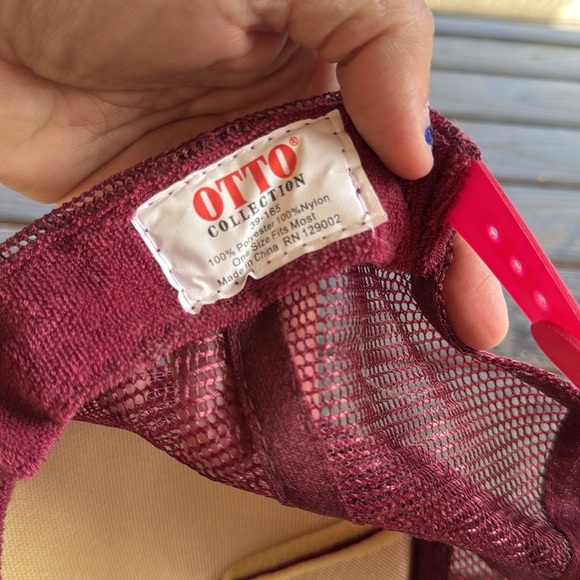 OTTO®
COLLECTION
39-165
100% Polyester 100%Nylon
One Size Fits Most
Made in China RN 129002